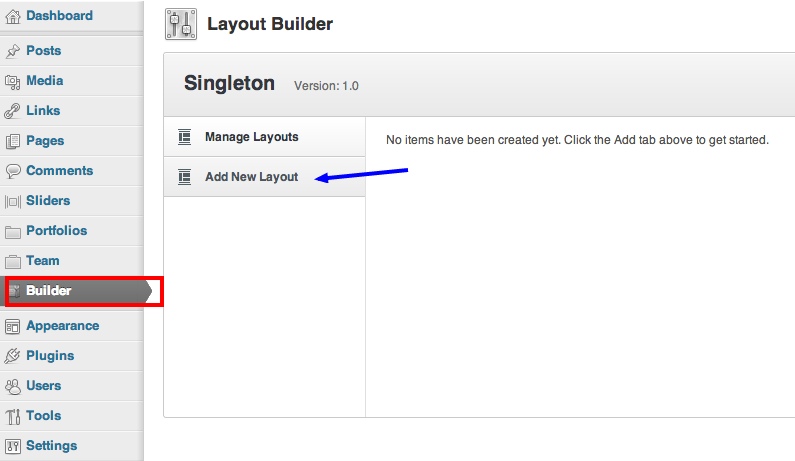 Dashboard
Posts
Media
Links
Pages
Comments
Sliders
Portfolios
Team
Builder
Appearance
Plugins
Users
Tools
Settings
Layout Builder
Singleton Version: 1.0
Manage Layouts
Add New Layout
No items have been created yet. Click the Add tab above to get started.